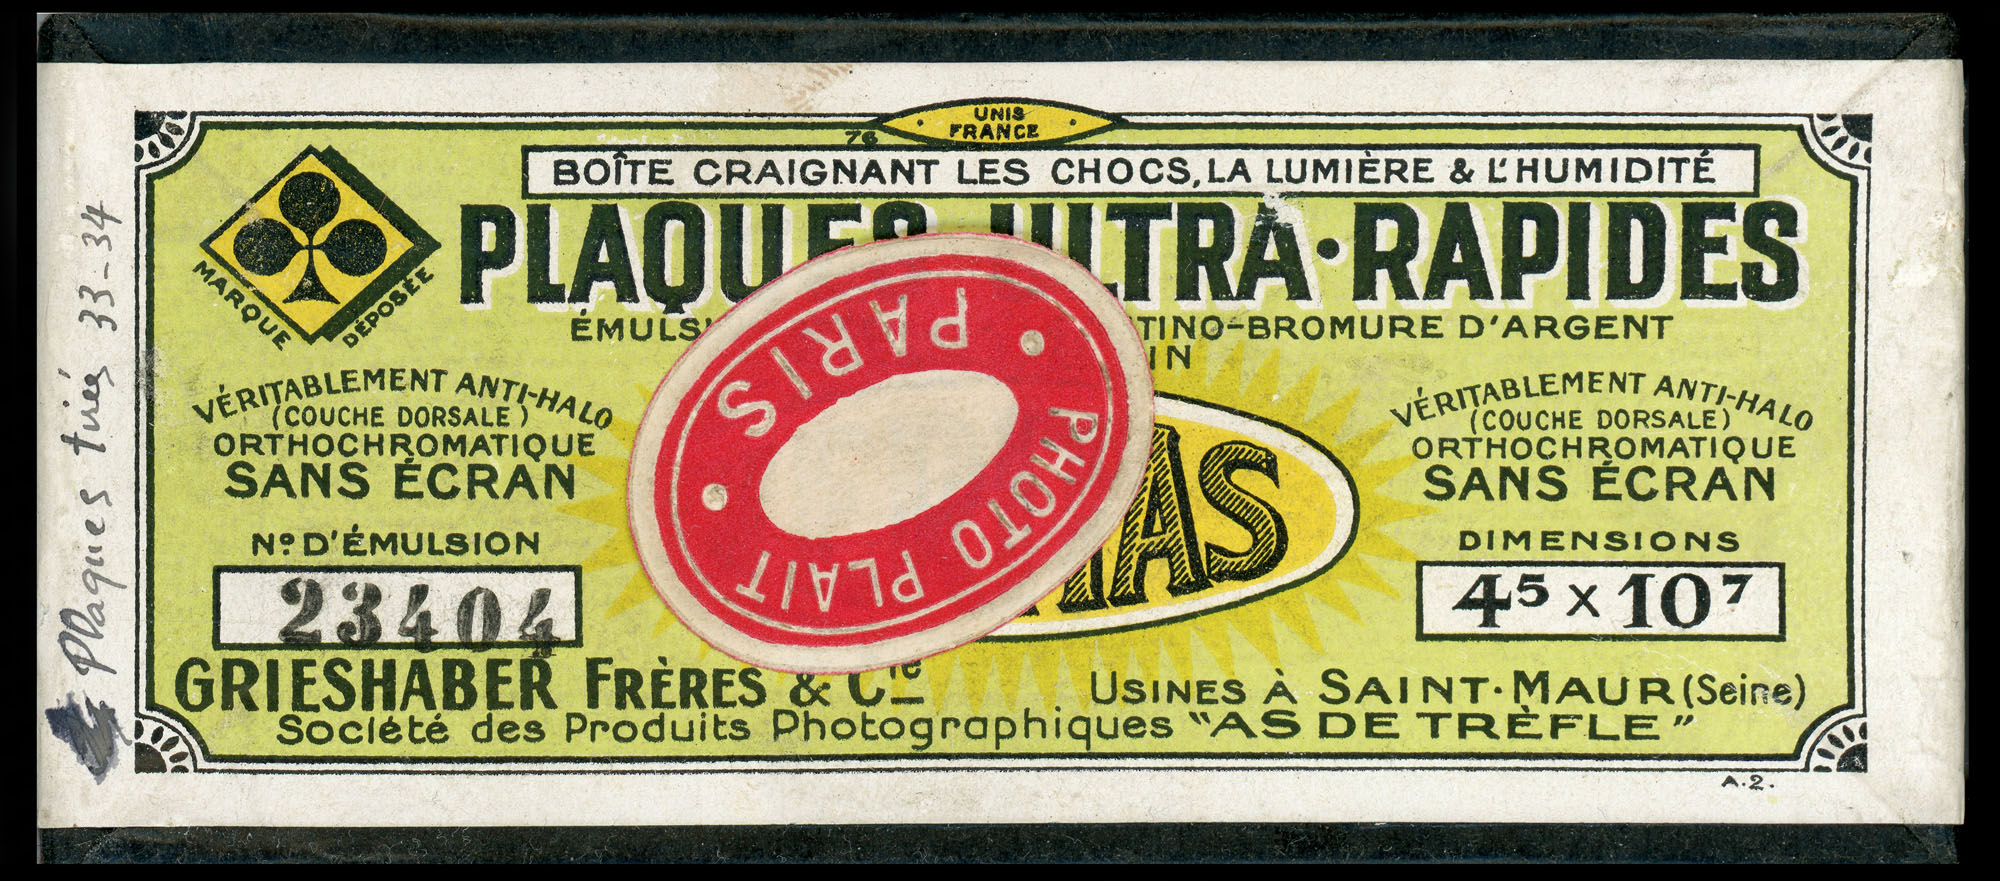 UNIS
FRANCE
76
BOÎTE CRAIGNANT LES CHOCS, LA LUMIÈRE & L'HUMIDITÉ
PLAQUES ULTRA·RAPIDES
MARQUE DÉPOSÉE
TINO-BROMURE D'ARGENT
PARIS
PHOTO PLAIT
VÉRITABLEMENT ANTI-HALO
(COUCHE DORSALE)
ORTHOCHROMATIQUE
SANS ÉCRAN
Nº D'ÉMULSION
23404
VÉRITABLEMENT ANTI-HALO
(COUCHE DORSALE)
ORTHOCHROMATIQUE
SANS ÉCRAN
DIMENSIONS
4⁵ x 10⁷
GRIESHABER FRÈRES & Cie
USINES À SAINT·MAUR (Seine)
Société des Produits Photographiques "AS DE TRÈFLE"
A.2.
Plaques tirées 33-34